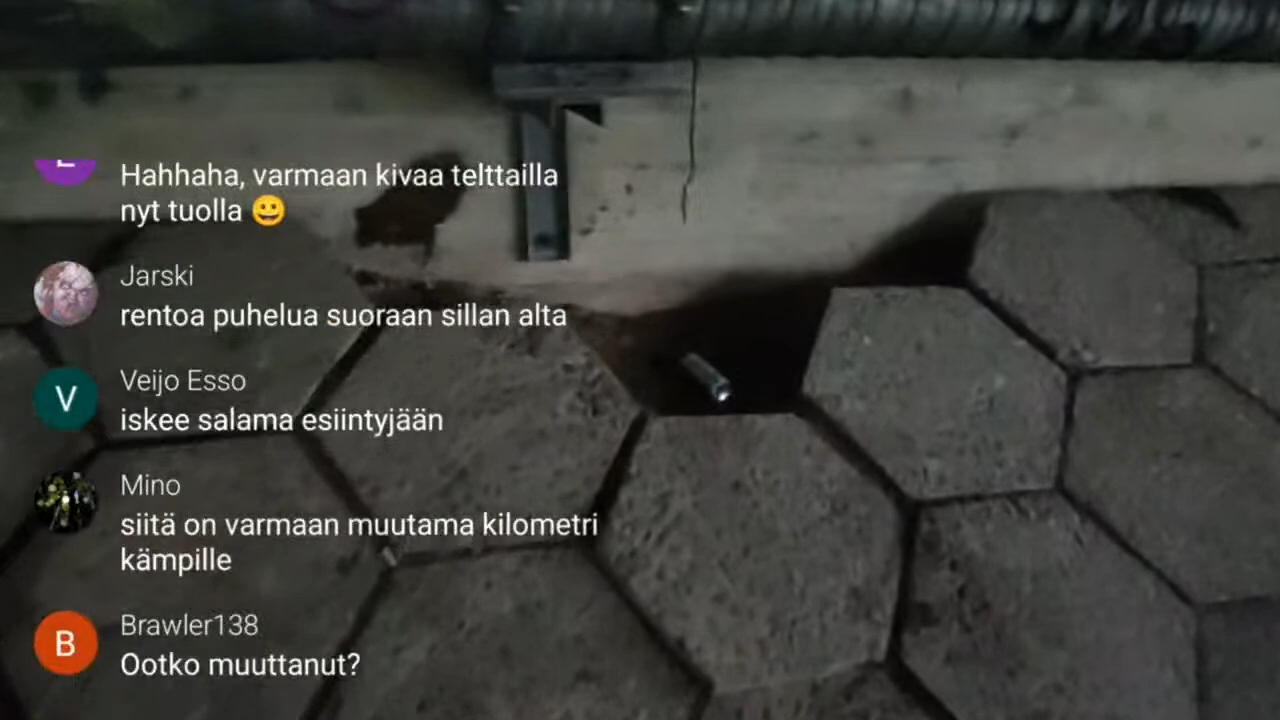 Hahhaha, varmaan kivaa telttailla
nyt tuolla 😀
Jarski
rentoa puhelua suoraan sillan alta
V
Veijo Esso
iskee salama esiintyjään
Mino
siitä on varmaan muutama kilometri
kämpille
B
Brawler138
Ootko muuttanut?